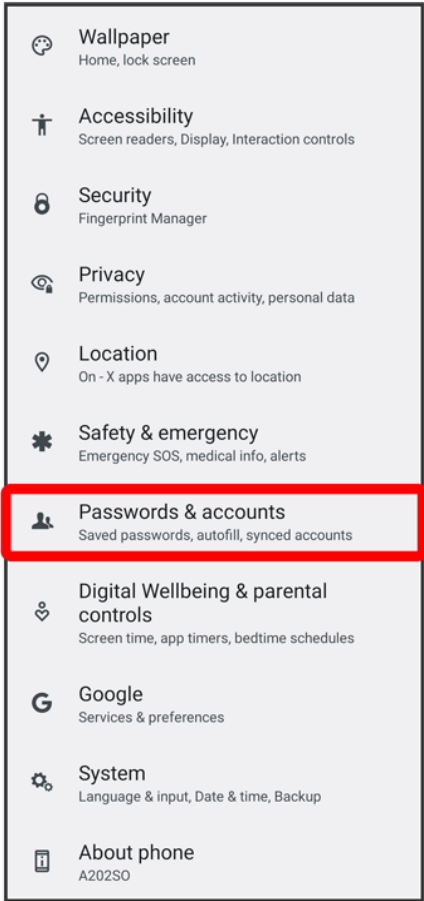 Wallpaper
Home, lock screen
Accessibility
Screen readers, Display, Interaction controls
Security
Fingerprint Manager
Privacy
Permissions, account activity, personal data
Location
On - X apps have access to location
Safety & emergency
Emergency SOS, medical info, alerts
Passwords & accounts
Saved passwords, autofill, synced accounts
Digital Wellbeing & parental
controls
Screen time, app timers, bedtime schedules
Google
Services & preferences
System
Language & input, Date & time, Backup
About phone
A202SO